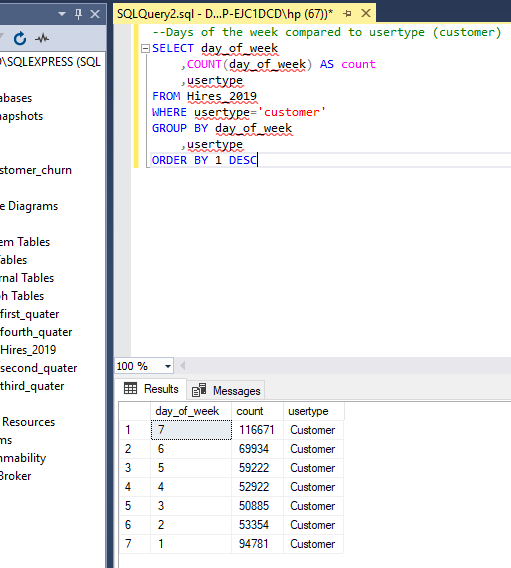 SQLQuery2.sql - D...P-EJC1DCD\hp (67))*
\SQLEXPRESS (SQL
abases
napshots
stomer_churn
e Diagrams
em Tables
ables
rnal Tables
h Tables
first_quater
fourth_quater
Hires_2019
second_quater
third_quater
Resources
ms
mmability
Broker
--Days of the week compared to usertype (customer)
SELECT day_of_week
,COUNT(day_of_week) AS count
,usertype
FROM Hires_2019
WHERE usertype='customer'
GROUP BY day_of_week
,usertype
ORDER BY 1 DESC
100 %
Results Messages
day_of_week count usertype
1 7 116671 Customer
2 6 69934 Customer
3 5 59222 Customer
4 4 52922 Customer
5 3 50885 Customer
6 2 53354 Customer
7 1 94781 Customer